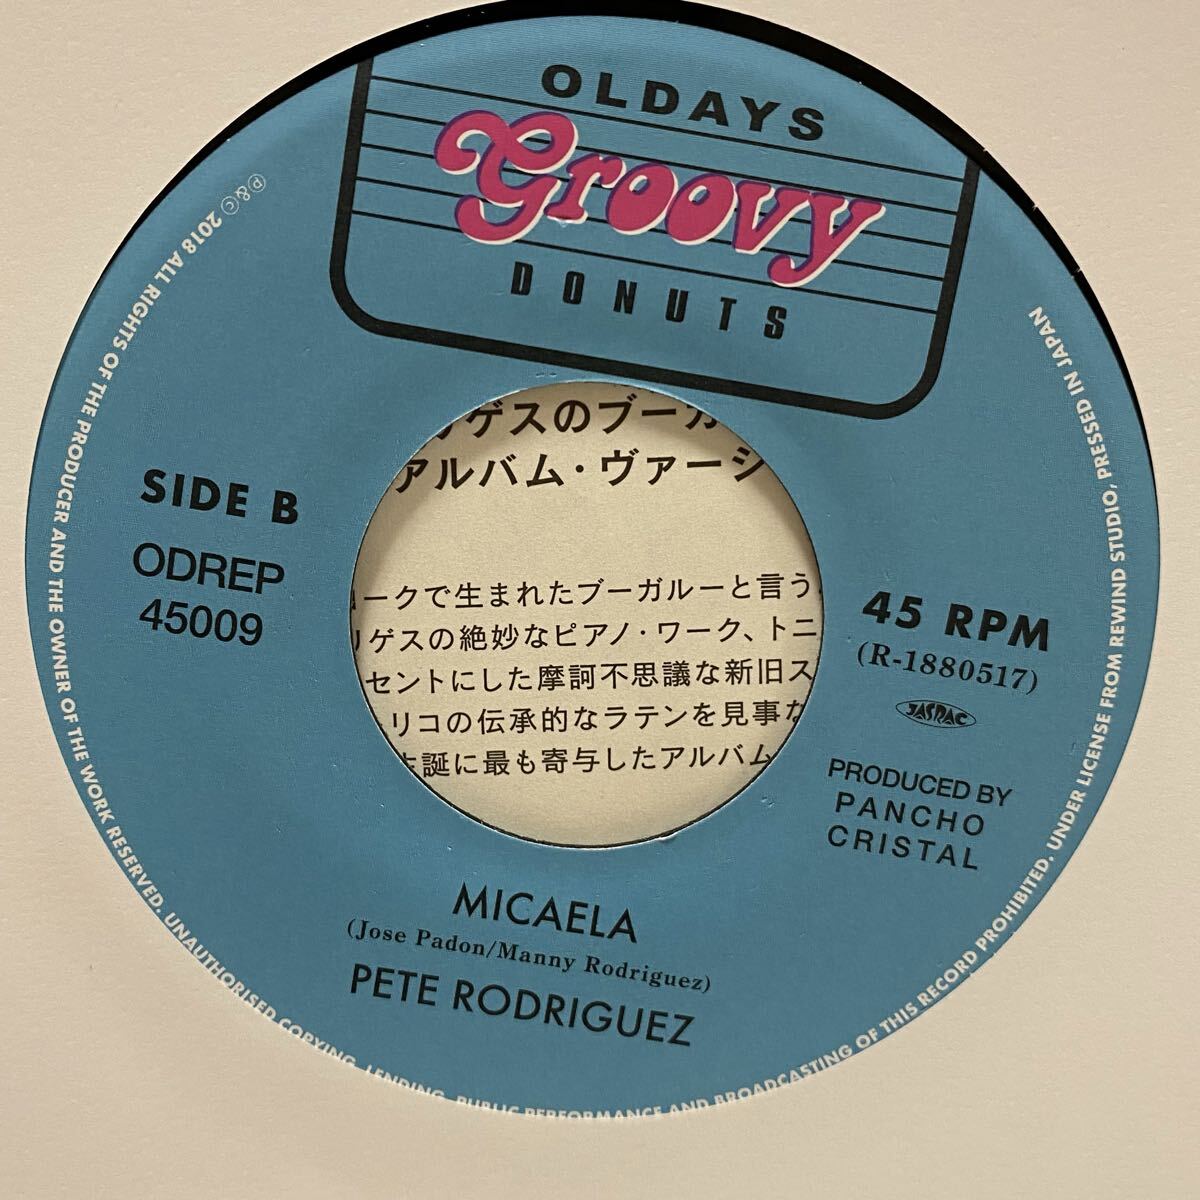 OLDAYS
Groovy
DONUTS
SIDE B
ODREP
45009
45 RPM
(R-1880517)
JASRAC
PRODUCED BY
PANCHO
CRISTAL
MICAELA
(Jose Padon/Manny Rodriguez)
PETE RODRIGUEZ
℗&© 2018 ALL RIGHTS OF THE PRODUCER AND THE OWNER OF THE WORK RESERVED. UNAUTHORISED COPYING, LENDING, PUBLIC PERFORMANCE AND BROADCASTING OF THIS RECORD PROHIBITED. UNDER LICENSE FROM REWIND STUDIO, PRESSED IN JAPAN
ゲスのブーガ
アルバム・ヴァーシ
ークで生まれたブーガルーと言う
リゲスの絶妙なピアノ・ワーク、トニ
セントにした摩訶不思議な新旧ス
リコの伝承的なラテンを見事な
誕に最も寄与したアルバム